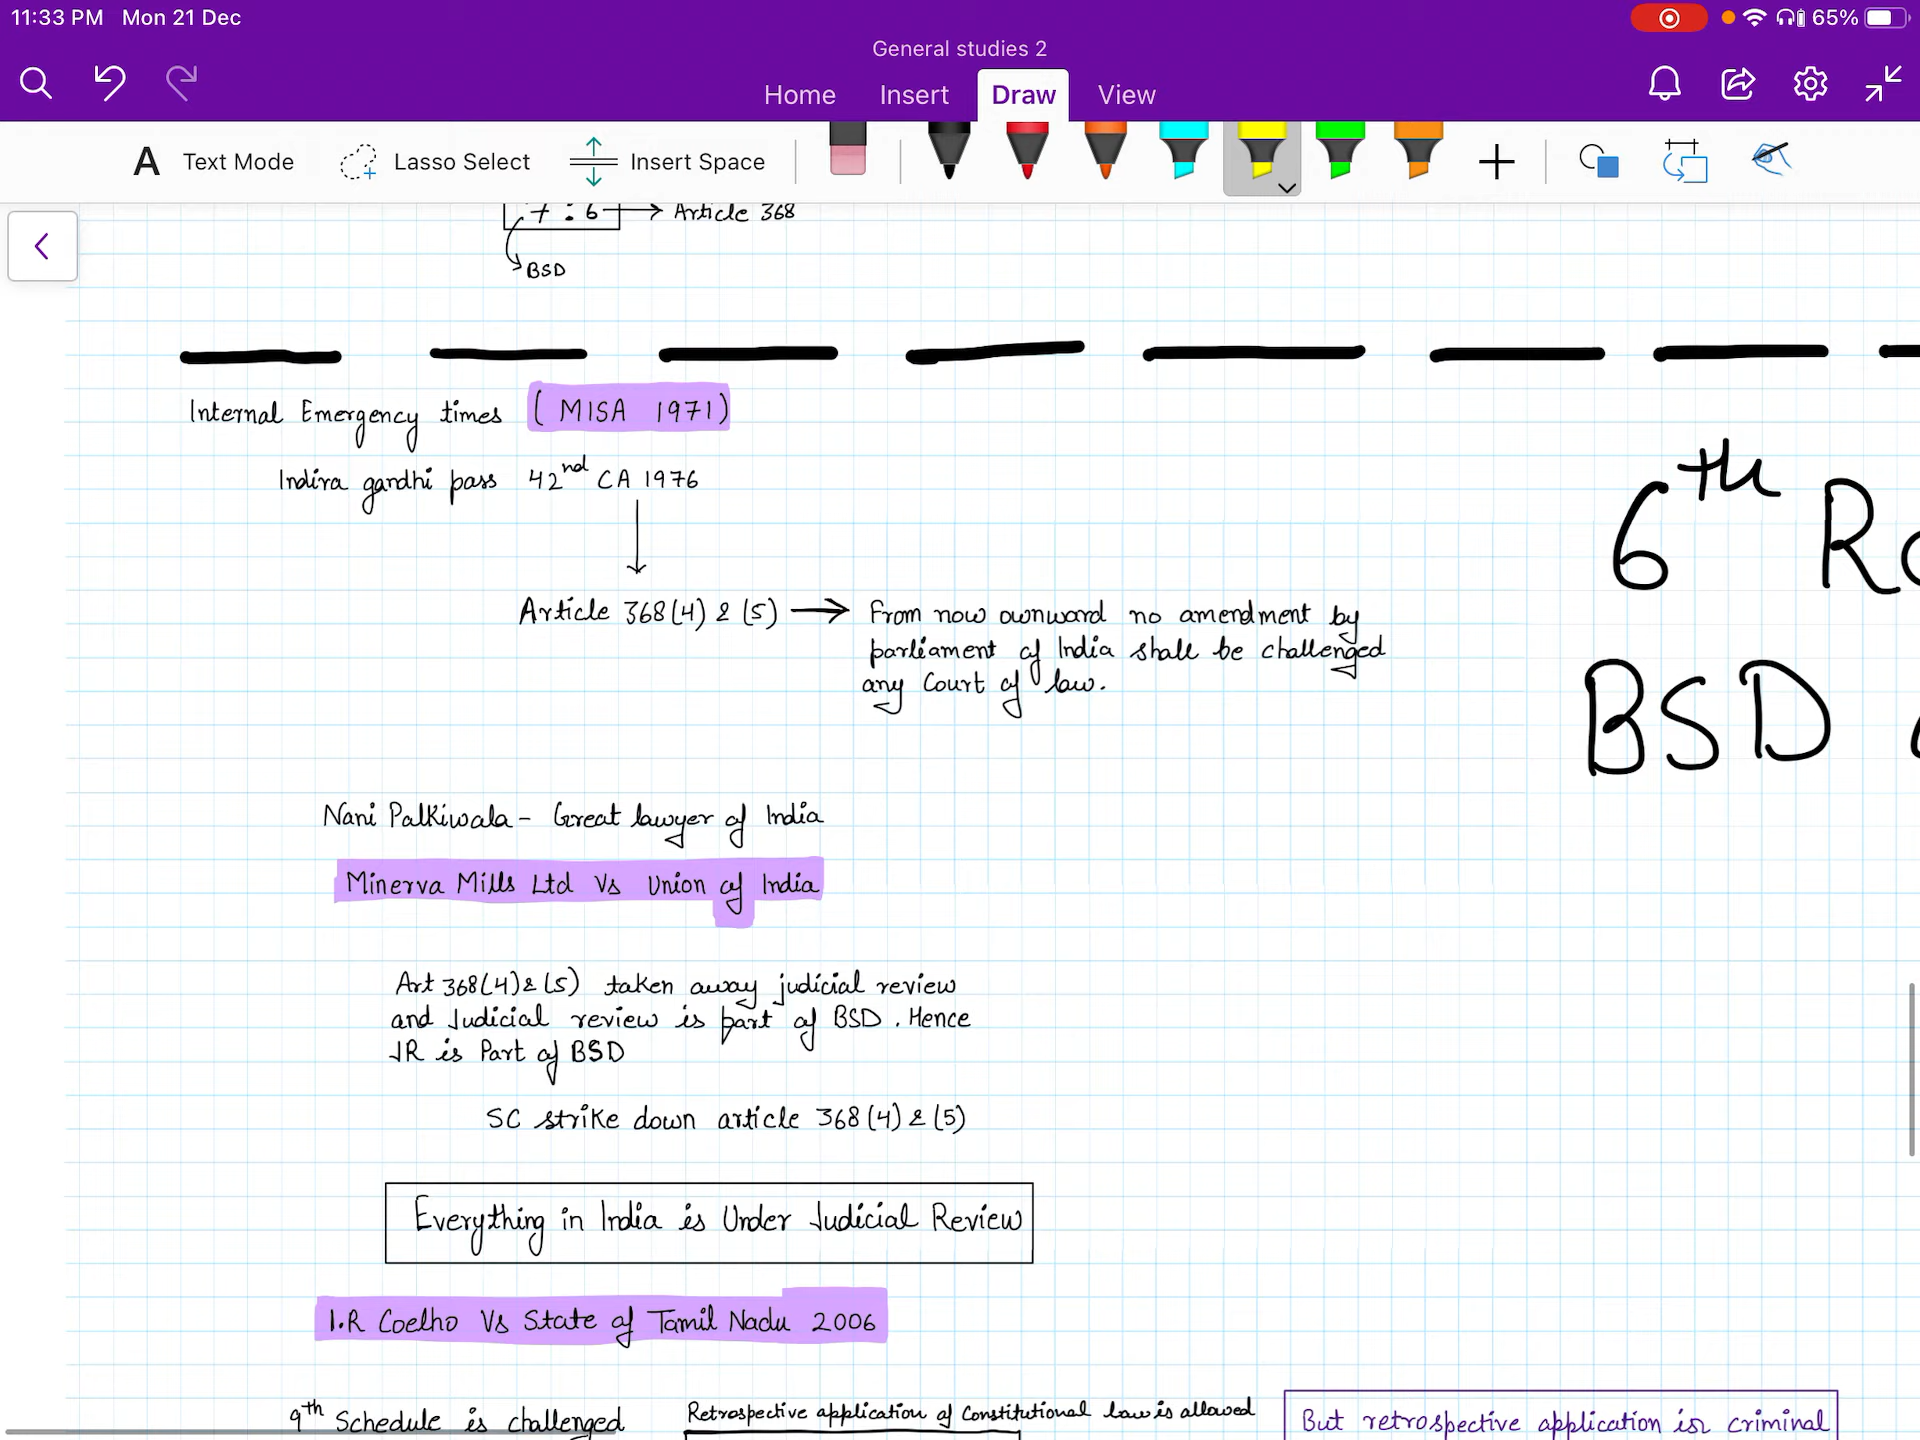 11:33 PM Mon 21 Dec
65%
General studies 2
Home Insert Draw View
A Text Mode Lasso Select Insert Space
7 : 6 → Article 368
BSD
Internal Emergency times ( MISA 1971)
Indira gandhi pass 42nd CA 1976
Article 368(4) & (5) → From now ownward no amendment by
parliament of India shall be challenged
any Court of law.
6th
BSD
Nani Palkiwala - Great lawyer of India
Minerva Mills Ltd Vs Union of India
Art 368(4)&(5) taken away judicial review
and Judicial review is part of BSD . Hence
JR is Part of BSD
SC strike down article 368(4) & (5)
Everything in India is Under Judicial Review
I.R Coelho Vs State of Tamil Nadu 2006
9th Schedule is challenged
Retrospective application of Constitutional law is allowed
But retrospective application is criminal